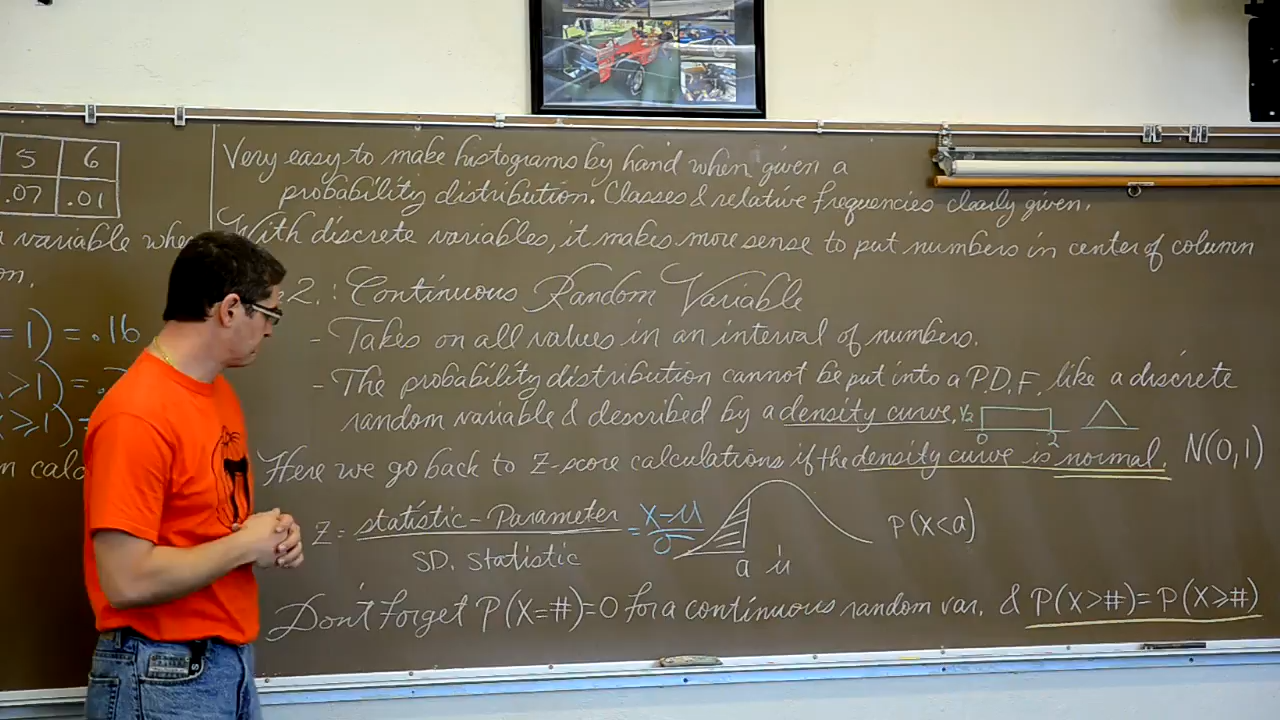 5 6
.07 .01
Very easy to make histograms by hand when given a
probability distribution. Classes & relative frequencies clearly given.
variable when
With discrete variables, it makes more sense to put numbers in center of column
on.
2. : Continuous Random Variable
=1) = .16
- Takes on all values in an interval of numbers.
>1) = .
- The probability distribution cannot be put into a P.D.F. like a discrete
≥1) =
random variable & described by a density curve. 1/2 0 2
n calc
Here we go back to Z-score calculations if the density curve is normal. N(0,1)
Z = statistic - Parameter = X-μ
SD. Statistic σ
a μ
P(X<a)
Don't forget P(X=#)=0 for a continuous random var. & P(X>#)=P(X≥#)